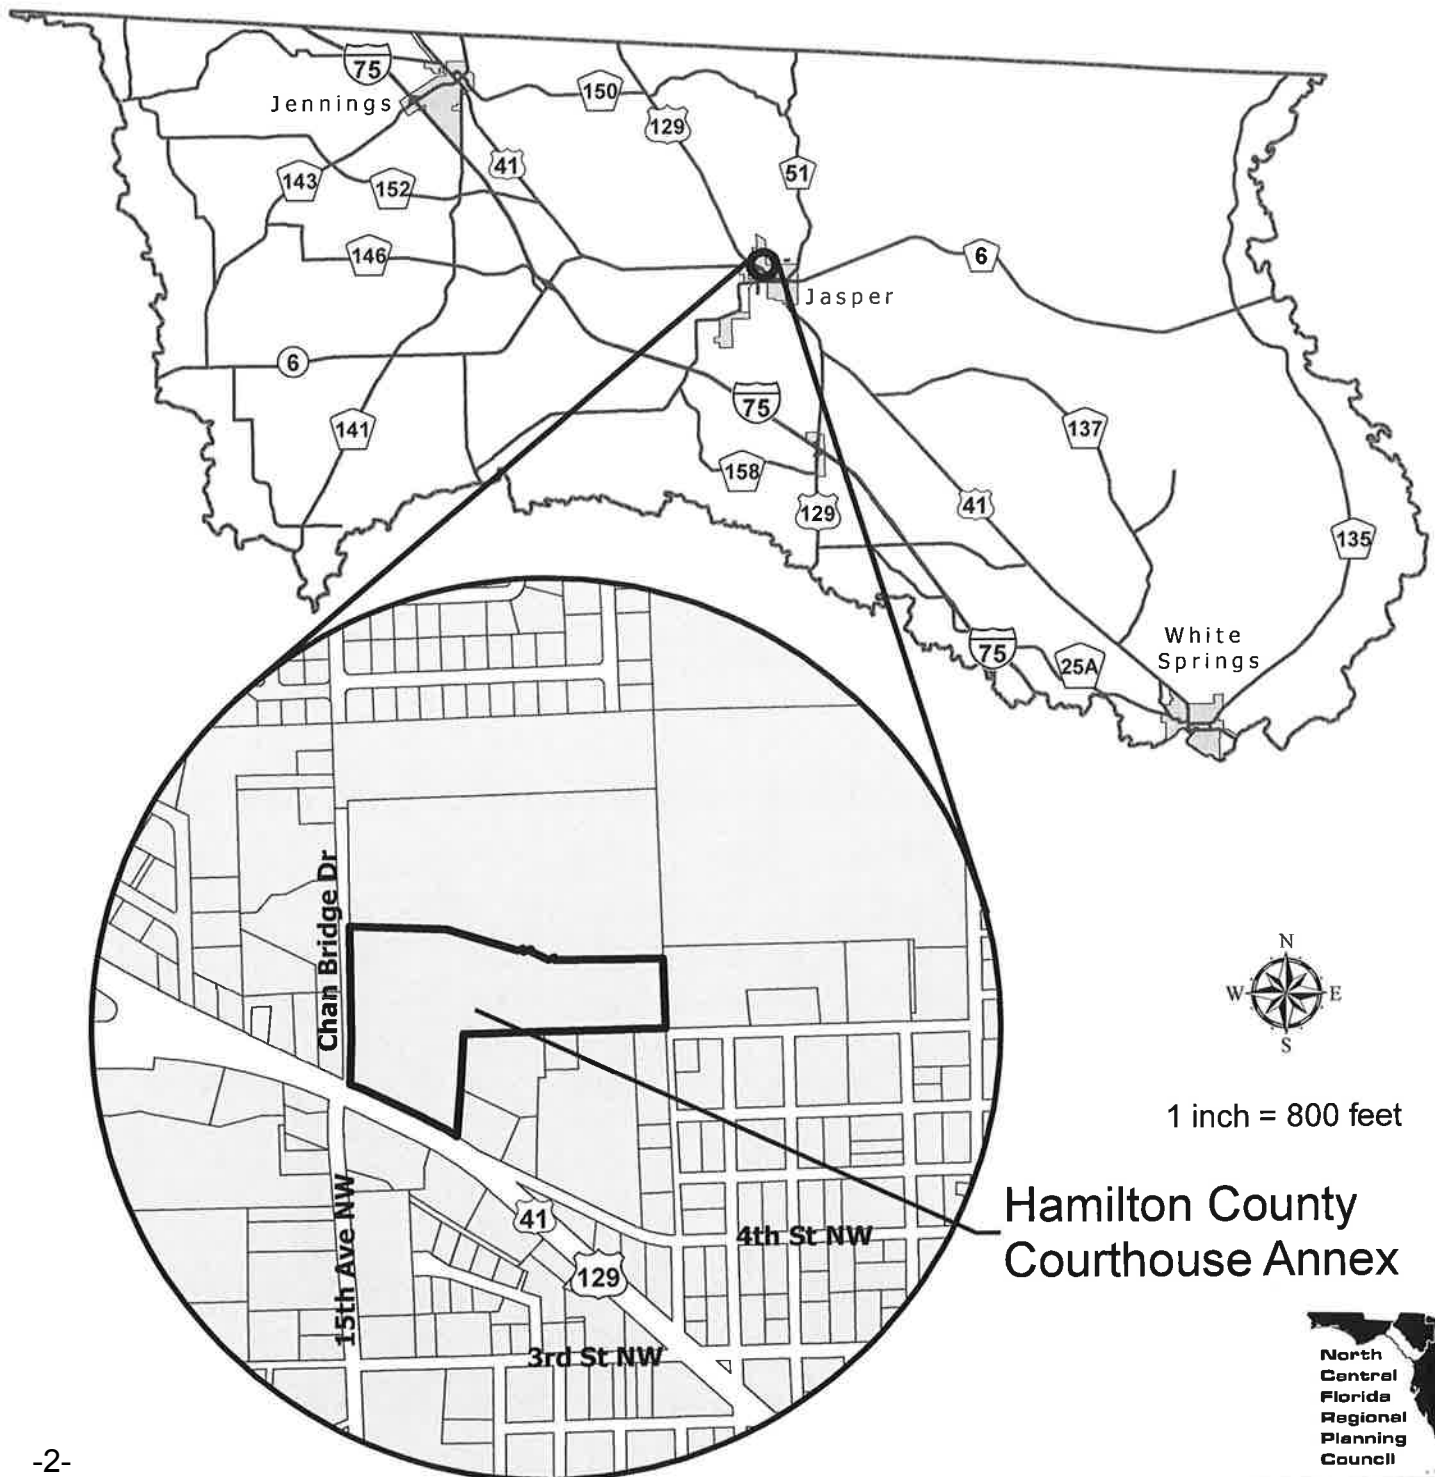 75
Jennings
150
129
41
51
143
152
146
6
Jasper
6
75
141
137
158
41
129
135
White
Springs
75
25A
Chan Bridge Dr
N
W
E
S
1 inch = 800 feet
Hamilton County
Courthouse Annex
41
4th St NW
129
15th Ave NW
3rd St NW
North
Central
Florida
Regional
Planning
Council
-2-